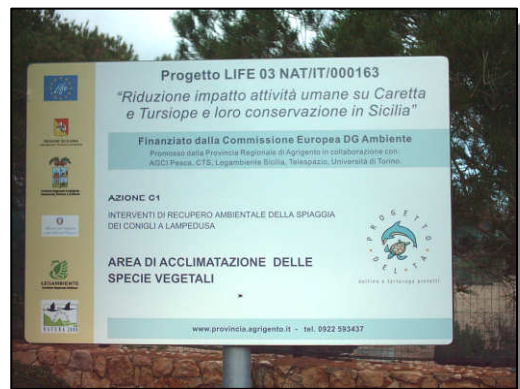 Progetto LIFE 03 NAT/IT/000163
"Riduzione impatto attività umane su Caretta
e Tursiope e loro conservazione in Sicilia"
Finanziato dalla Commissione Europea DG Ambiente
Promosso dalla Provincia Regionale di Agrigento in collaborazione con:
AGCI Pesca, CTS, Legambiente Sicilia, Telespazio, Università di Torino.
AZIONE C1
INTERVENTI DI RECUPERO AMBIENTALE DELLA SPIAGGIA
DEI CONIGLI A LAMPEDUSA
AREA DI ACCLIMATAZIONE DELLE
SPECIE VEGETALI
www.provincia.agrigento.it - tel. 0922 593437
life
LEGAMBIENTE
NATURA 2000
PROGETTO
DELTA
delfino e tartaruga protetti